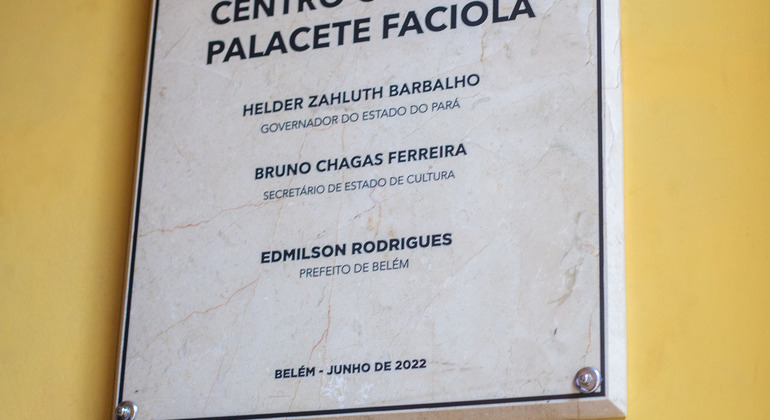 CENTRO
PALACETE FACIOLA
HELDER ZAHLUTH BARBALHO
GOVERNADOR DO ESTADO DO PARÁ
BRUNO CHAGAS FERREIRA
SECRETÁRIO DE ESTADO DE CULTURA
EDMILSON RODRIGUES
PREFEITO DE BELÉM
BELÉM - JUNHO DE 2022